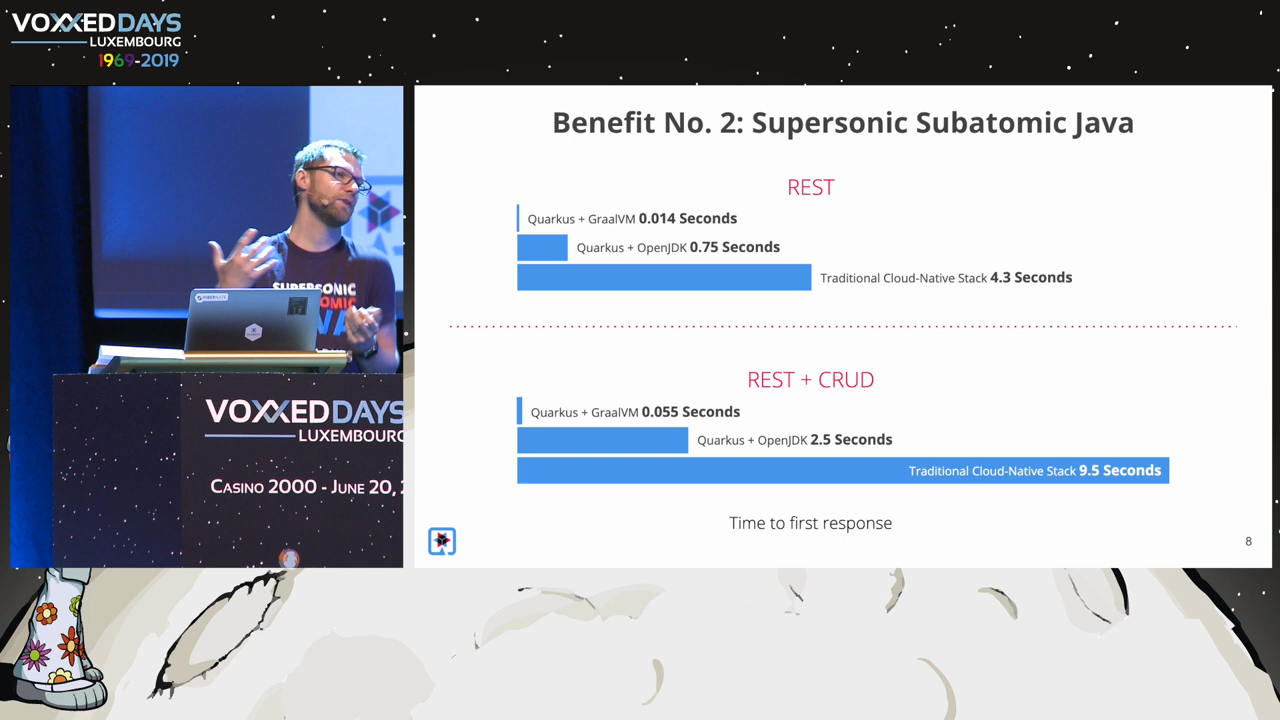 VOXXEDDAYS
LUXEMBOURG
1969-2019
Benefit No. 2: Supersonic Subatomic Java
REST
Quarkus + GraalVM 0.014 Seconds
Quarkus + OpenJDK 0.75 Seconds
Traditional Cloud-Native Stack 4.3 Seconds
REST + CRUD
Quarkus + GraalVM 0.055 Seconds
Quarkus + OpenJDK 2.5 Seconds
Traditional Cloud-Native Stack 9.5 Seconds
Time to first response
8
SUPERSONIC
HIBERNATE
VOXXEDDAYS
LUXEMBOURG
CASINO 2000 - JUNE 20,